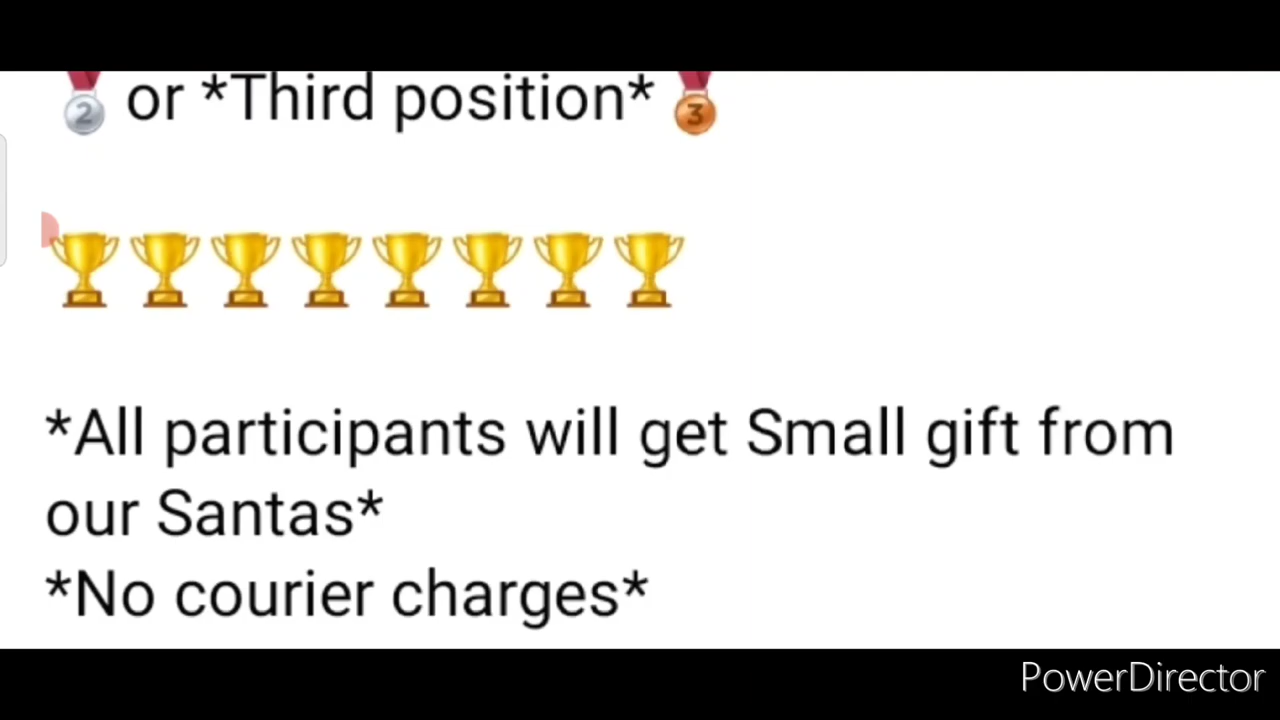 🥈 or *Third position* 🥉
🏆🏆🏆🏆🏆🏆🏆🏆
*All participants will get Small gift from
our Santas*
*No courier charges*
PowerDirector